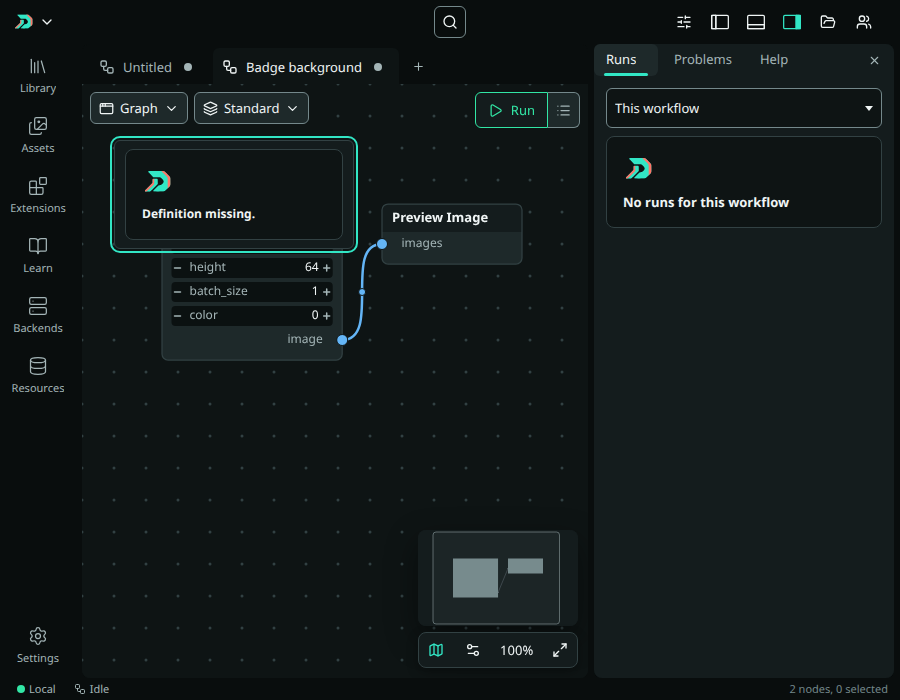 Untitled
Badge background
Runs
Problems
Help
Library
Assets
Extensions
Learn
Backends
Resources
Settings
Graph
Standard
Run
This workflow
No runs for this workflow
Definition missing.
Preview Image
images
height 64
batch_size 1
color 0
image
100%
Local
Idle
2 nodes, 0 selected